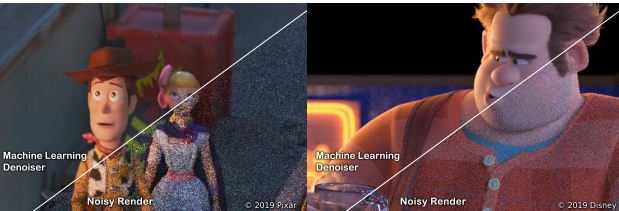 Machine Learning
Denoiser
Noisy Render
© 2019 Pixar
Machine Learning
Denoiser
Noisy Render
© 2019 Disney